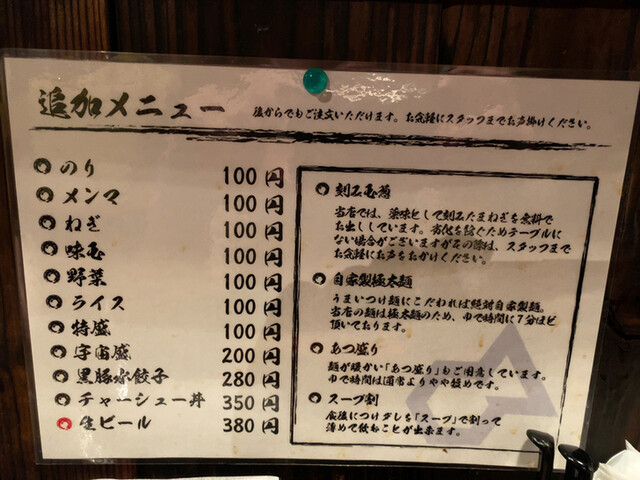 追加メニュー
後からでもご注文いただけます。お気軽にスタッフまでお声掛けください。
のり 100円
メンマ 100円
ねぎ 100円
味玉 100円
野菜 100円
ライス 100円
特盛 100円
宇宙盛 200円
黒豚水餃子 280円
チャーシュー丼 350円
生ビール 380円
刻み玉葱
当店では、薬味として刻みたまねぎを無料で
お出ししています。劣化を防ぐためテーブルに
ない場合がございますがその際は、スタッフまで
お気軽にお声をおかけください。
自家製極太麺
うまいつけ麺にこだわれば絶対自家製麺。
当店の麺は極太麺のため、ゆで時間に7分ほど
頂いております。
あつ盛り
麺が暖かい「あつ盛り」もご用意しています。
ゆで時間は通常よりやや短めです。
スープ割
食後につけダレを「スープ」で割って
薄めて飲むことが出来ます。